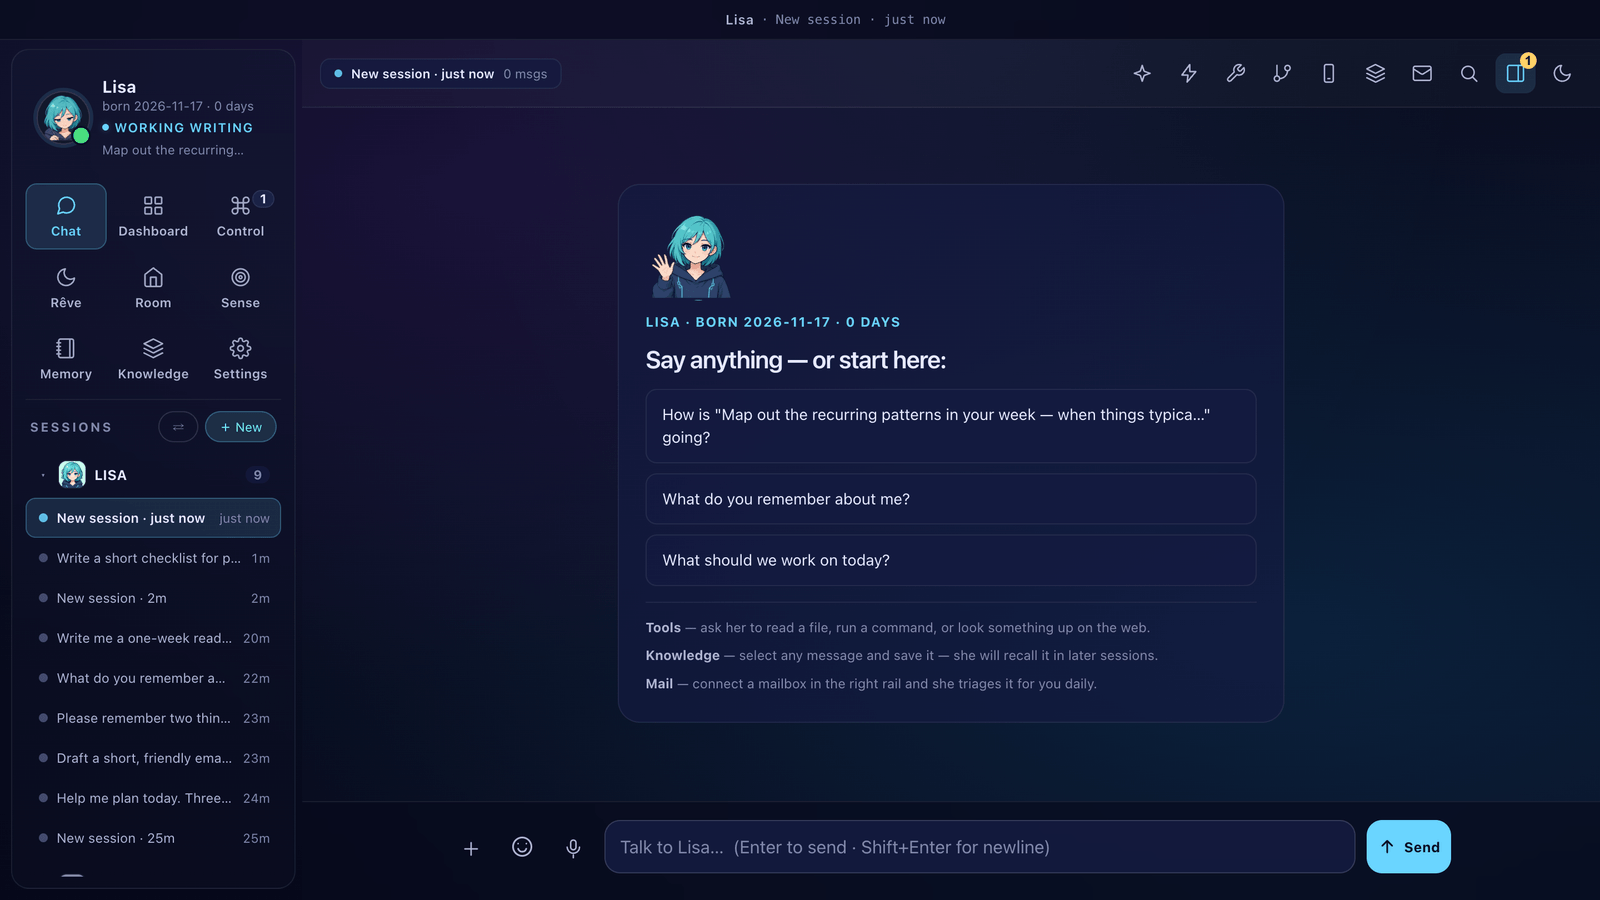 Lisa · New session · just now
Lisa
born 2026-11-17 · 0 days
WORKING WRITING
Map out the recurring...
Chat
Dashboard
Control
1
Rêve
Room
Sense
Memory
Knowledge
Settings
SESSIONS
+ New
LISA
9
New session · just now just now
Write a short checklist for p... 1m
New session · 2m 2m
Write me a one-week read... 20m
What do you remember a... 22m
Please remember two thin... 23m
Draft a short, friendly ema... 23m
Help me plan today. Three... 24m
New session · 25m 25m
New session · just now 0 msgs
1
LISA · BORN 2026-11-17 · 0 DAYS
Say anything — or start here:
How is "Map out the recurring patterns in your week — when things typica..."
going?
What do you remember about me?
What should we work on today?
Tools — ask her to read a file, run a command, or look something up on the web.
Knowledge — select any message and save it — she will recall it in later sessions.
Mail — connect a mailbox in the right rail and she triages it for you daily.
Talk to Lisa... (Enter to send · Shift+Enter for newline)
Send